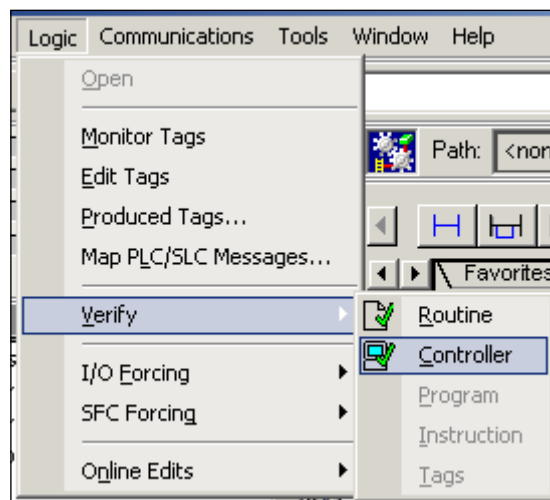 Logic Communications Tools Window Help
Open
Monitor Tags
Edit Tags
Produced Tags...
Map PLC/SLC Messages...
Verify
I/O Forcing
SFC Forcing
Online Edits
Path: <non
Favorites
Routine
Controller
Program
Instruction
Tags